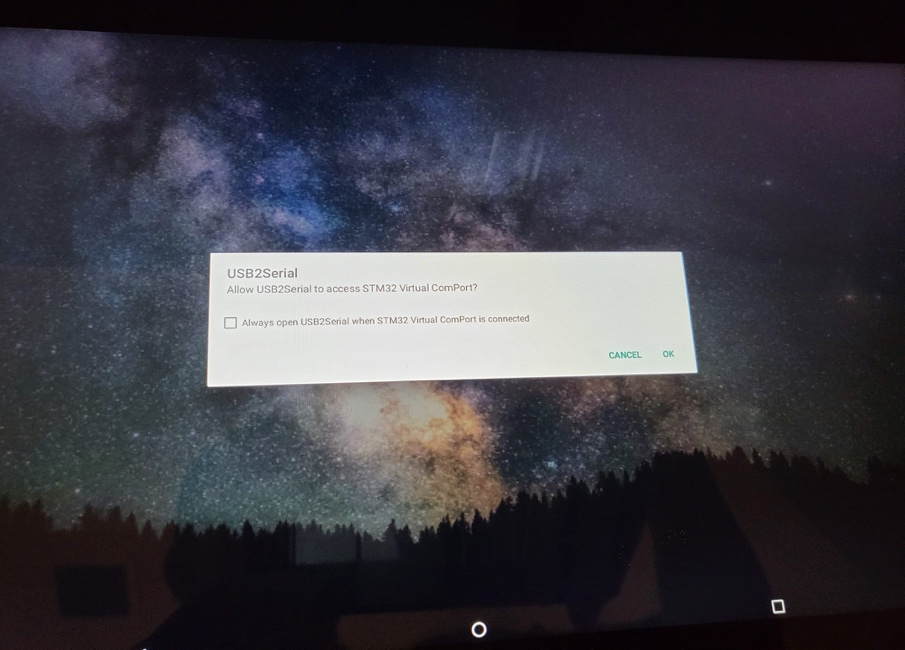 USB2Serial
Allow USB2Serial to access STM32 Virtual ComPort?
Always open USB2Serial when STM32 Virtual ComPort is connected
CANCEL OK